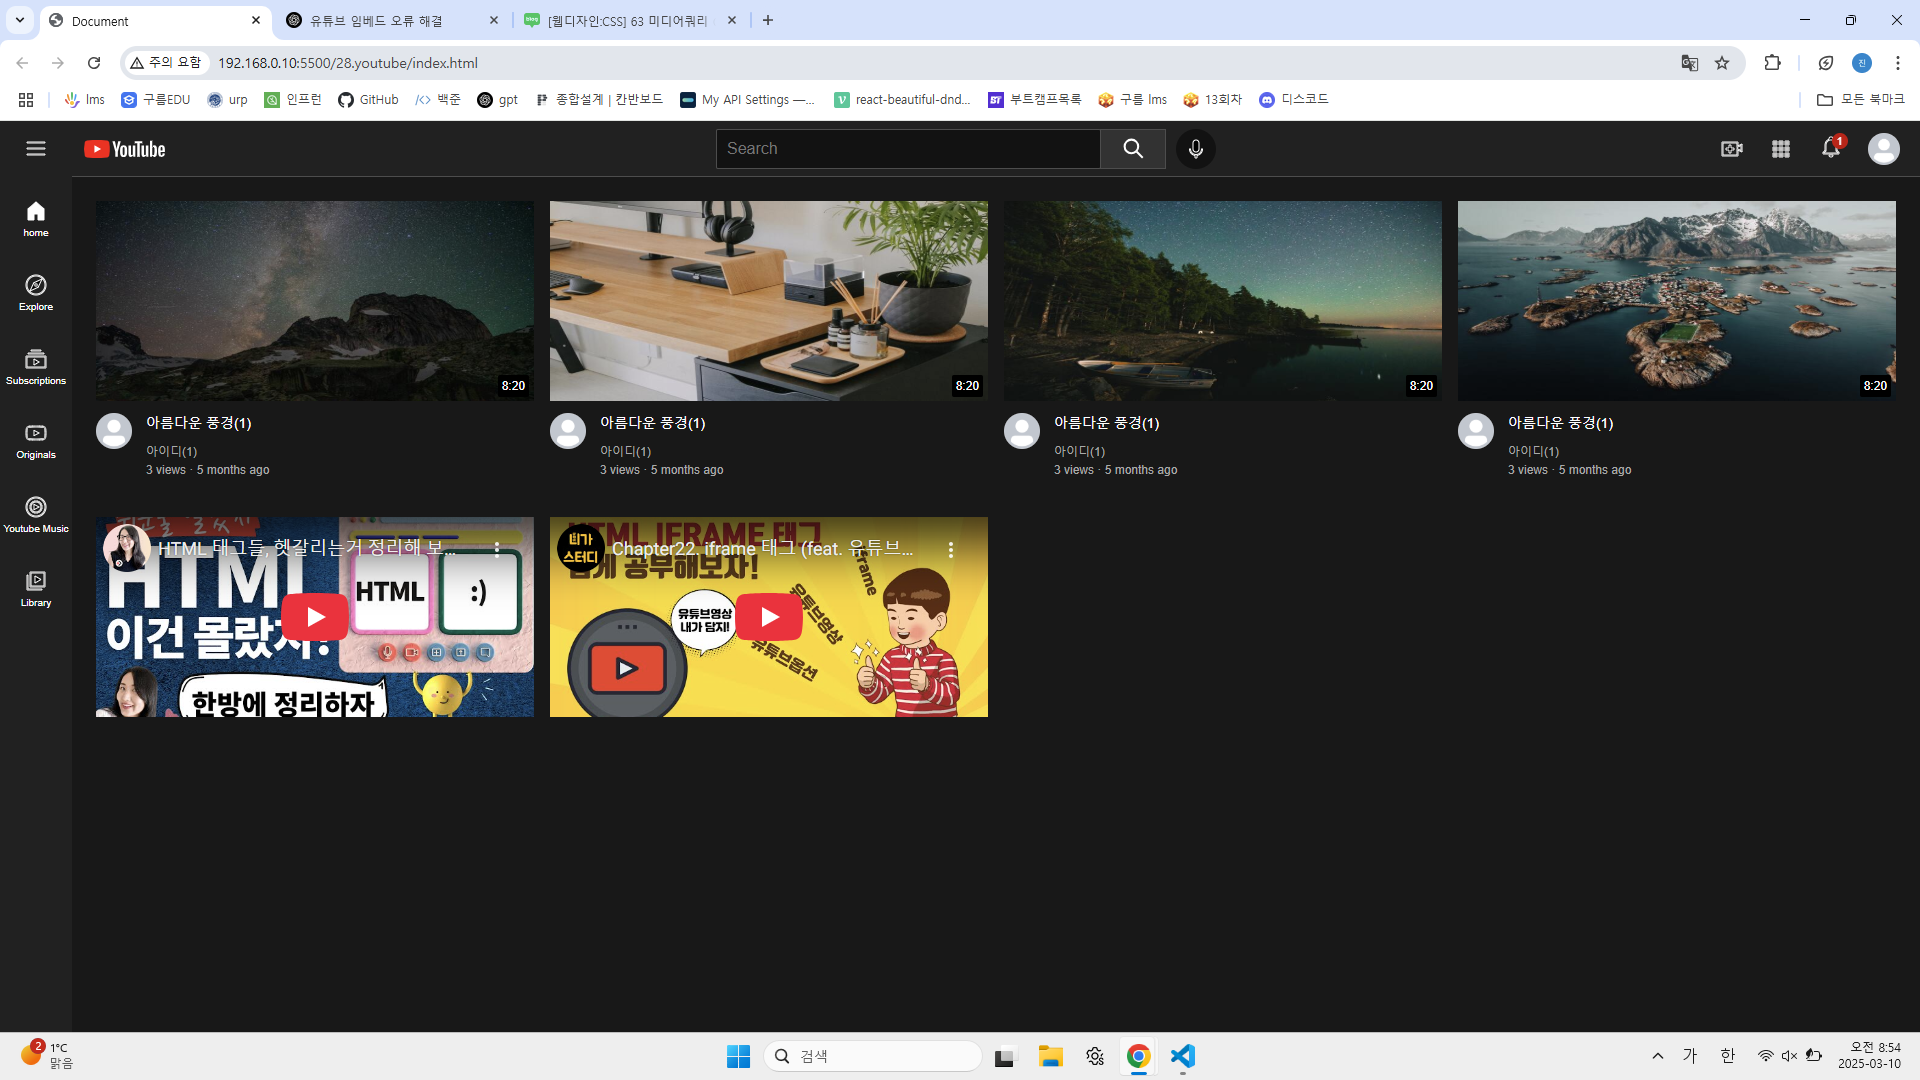 Document
유튜브 임베드 오류 해결
[웹디자인:CSS] 63 미디어쿼리
주의 요함
192.168.0.10:5500/28.youtube/index.html
lms
구름EDU
urp
인프런
GitHub
백준
gpt
종합설계 | 칸반보드
My API Settings —...
react-beautiful-dnd...
부트캠프목록
구름 lms
13회차
디스코드
모든 북마크
YouTube
Search
1
home
Explore
Subscriptions
Originals
Youtube Music
Library
8:20
8:20
8:20
8:20
아름다운 풍경(1)
아이디(1)
3 views · 5 months ago
아름다운 풍경(1)
아이디(1)
3 views · 5 months ago
아름다운 풍경(1)
아이디(1)
3 views · 5 months ago
아름다운 풍경(1)
아이디(1)
3 views · 5 months ago
HTML 태그들, 헷갈리는거 정리해 보...
HTML
이건 몰랐지!
HTML
:)
한방에 정리하자
니가
스터디
HTML IFRAME 태그
Chapter22. iframe 태그 (feat. 유튜브...
쉽게 공부해보자!
iframe
유튜브영상
내가 담지!
유튜브영상
유튜브옵션
2
1°C
맑음
검색
가
한
오전 8:54
2025-03-10